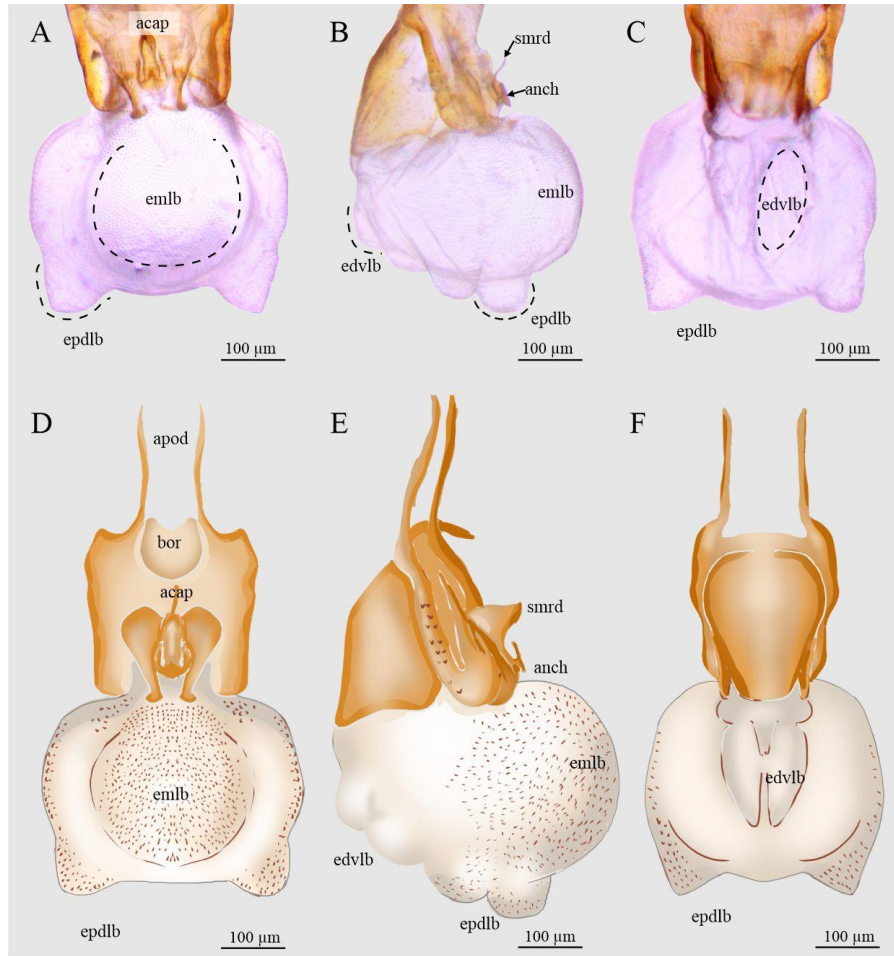 A
acap
emlb
epdlb
100 µm
B
smrd
anch
emlb
edvlb
epdlb
100 µm
C
edvlb
epdlb
100 µm
D
apod
bor
acap
emlb
epdlb
100 µm
E
smrd
anch
emlb
edvlb
epdlb
100 µm
F
edvlb
epdlb
100 µm